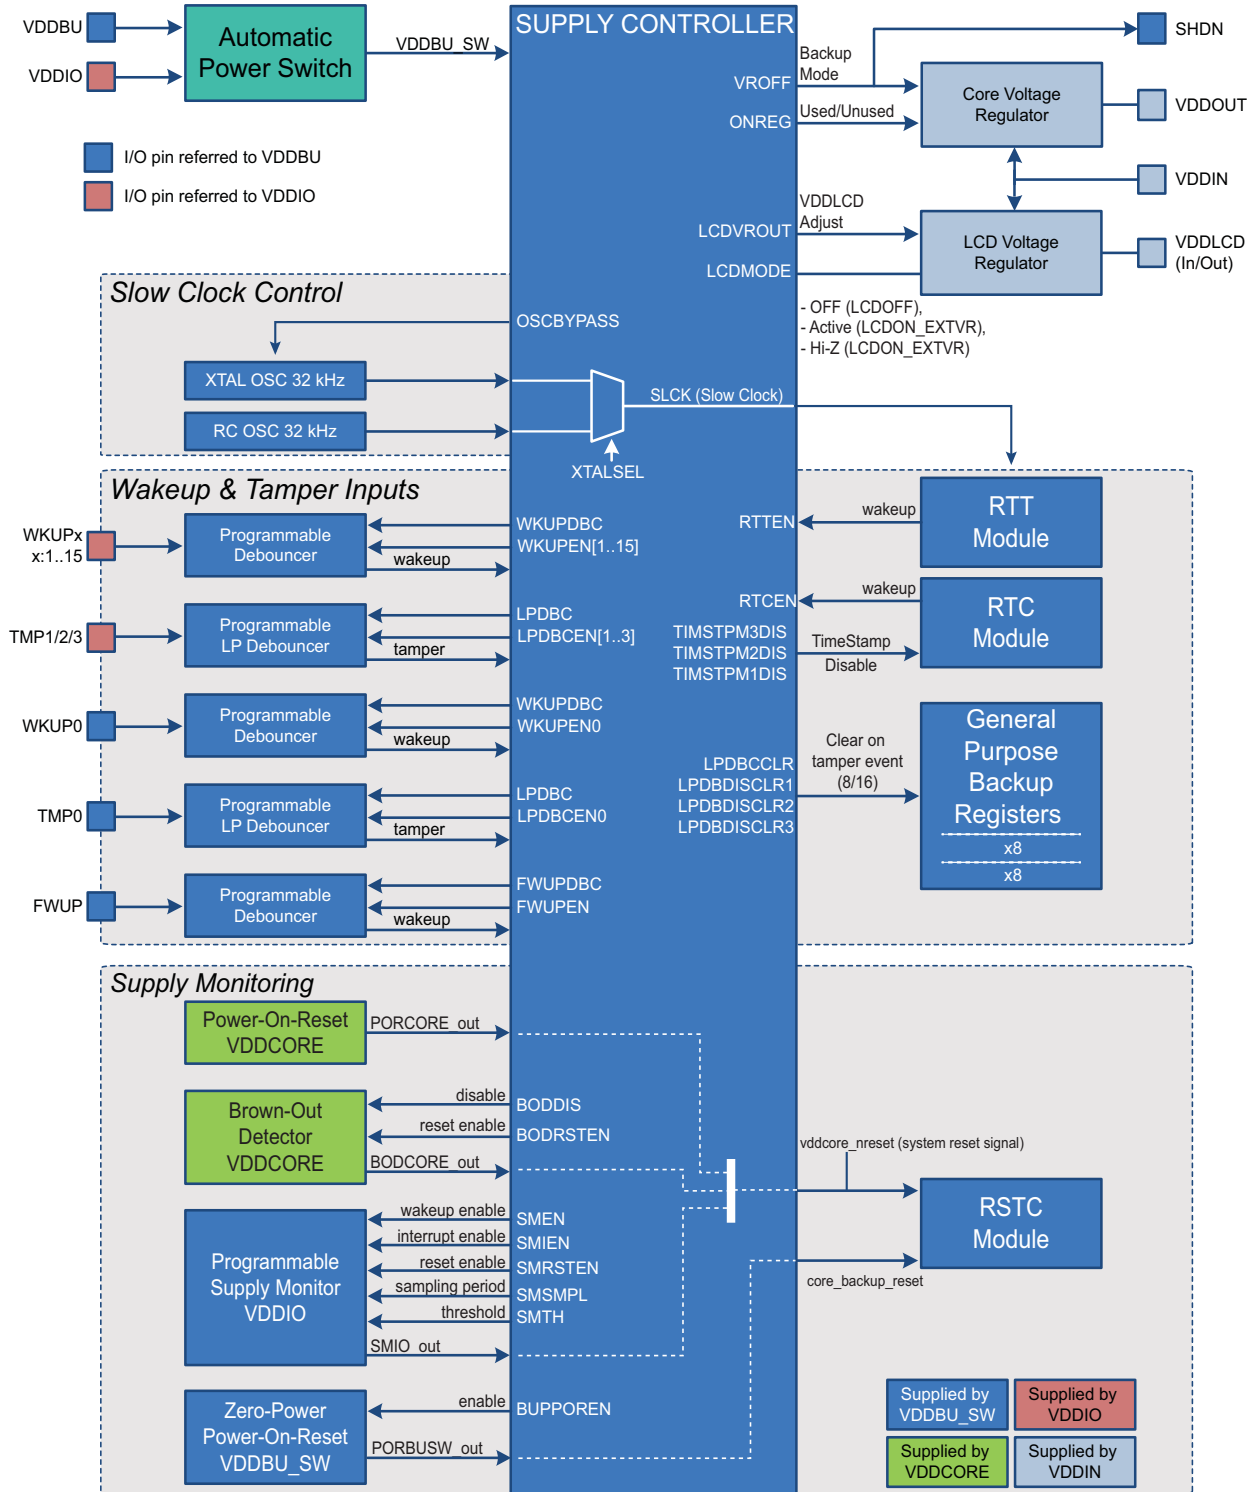 SUPPLY CONTROLLER
VDDBU
VDDIO
Automatic
Power Switch
VDDBU_SW
I/O pin referred to VDDBU
I/O pin referred to VDDIO
Backup
Mode
VROFF
ONREG
Used/Unused
Core Voltage
Regulator
SHDN
VDDOUT
VDDIN
VDDLCD
Adjust
LCDVROUT
LCDMODE
LCD Voltage
Regulator
VDDLCD
(In/Out)
- OFF (LCDOFF),
- Active (LCDON_EXTVR),
- Hi-Z (LCDON_EXTVR)
Slow Clock Control
OSCBYPASS
XTAL OSC 32 kHz
RC OSC 32 kHz
SLCK (Slow Clock)
XTALSEL
Wakeup & Tamper Inputs
WKUPx
x:1..15
Programmable
Debouncer
WKUPDBC
WKUPEN[1..15]
wakeup
TMP1/2/3
Programmable
LP Debouncer
LPDBC
LPDBCEN[1..3]
tamper
WKUP0
Programmable
Debouncer
WKUPDBC
WKUPEN0
wakeup
TMP0
Programmable
LP Debouncer
LPDBC
LPDBCEN0
tamper
FWUP
Programmable
Debouncer
FWUPDBC
FWUPEN
wakeup
RTTEN
wakeup
RTT
Module
RTCEN
wakeup
RTC
Module
TIMSTPM3DIS
TIMSTPM2DIS
TIMSTPM1DIS
TimeStamp
Disable
LPDBCCLR
LPDBDISCLR1
LPDBDISCLR2
LPDBDISCLR3
Clear on
tamper event
(8/16)
General
Purpose
Backup
Registers
x8
x8
Supply Monitoring
Power-On-Reset
VDDCORE
PORCORE_out
Brown-Out
Detector
VDDCORE
disable
BODDIS
reset enable
BODRSTEN
BODCORE_out
Programmable
Supply Monitor
VDDIO
wakeup enable
SMEN
interrupt enable
SMIEN
reset enable
SMRSTEN
sampling period
SMSMPL
threshold
SMTH
SMIO_out
Zero-Power
Power-On-Reset
VDDBU_SW
enable
BUPPOREN
PORBUSW_out
vddcore_nreset (system reset signal)
RSTC
Module
core_backup_reset
Supplied by
VDDBU_SW
Supplied by
VDDIO
Supplied by
VDDCORE
Supplied by
VDDIN